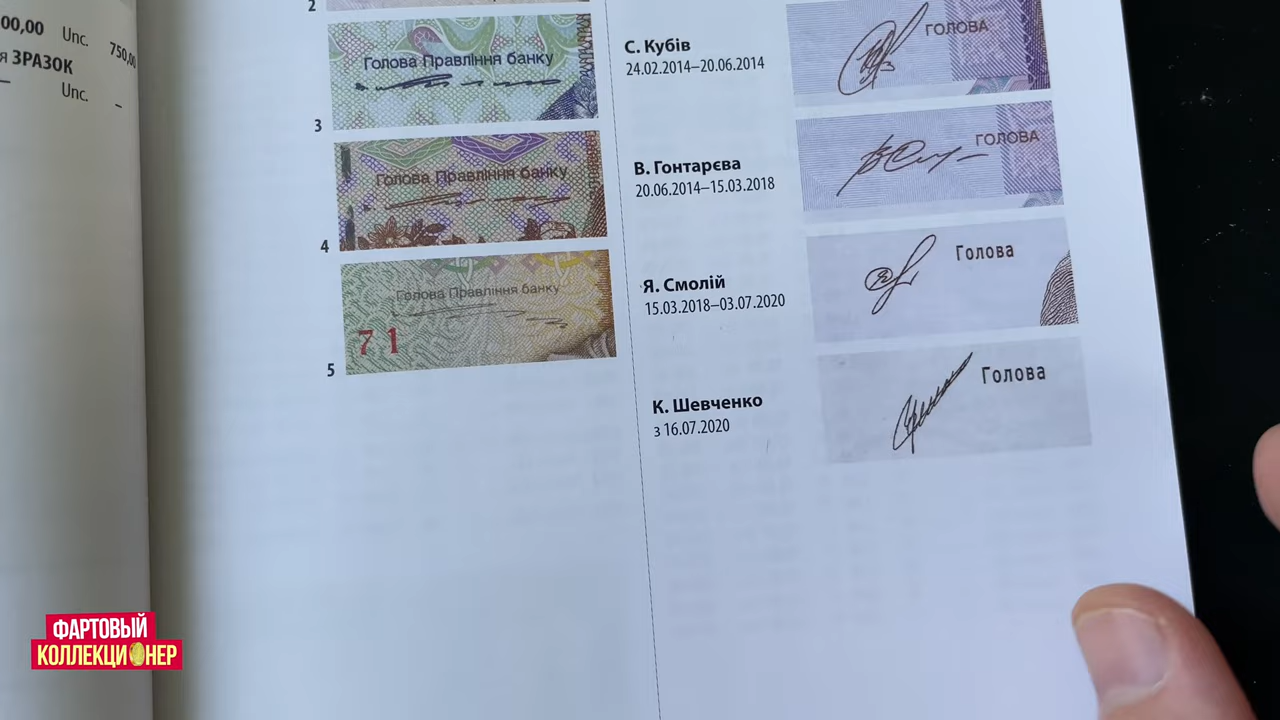 00,00 Unc. 750,00
я ЗРАЗОК
— Unc. –
2
Голова Правління банку
3
Голова Правління банку
4
Голова Правління банку
71
5
С. Кубів
24.02.2014–20.06.2014
ГОЛОВА
В. Гонтарєва
20.06.2014–15.03.2018
ГОЛОВА
Я. Смолій
15.03.2018–03.07.2020
Голова
К. Шевченко
з 16.07.2020
Голова
ФАРТОВЫЙ
КОЛЛЕКЦИОНЕР